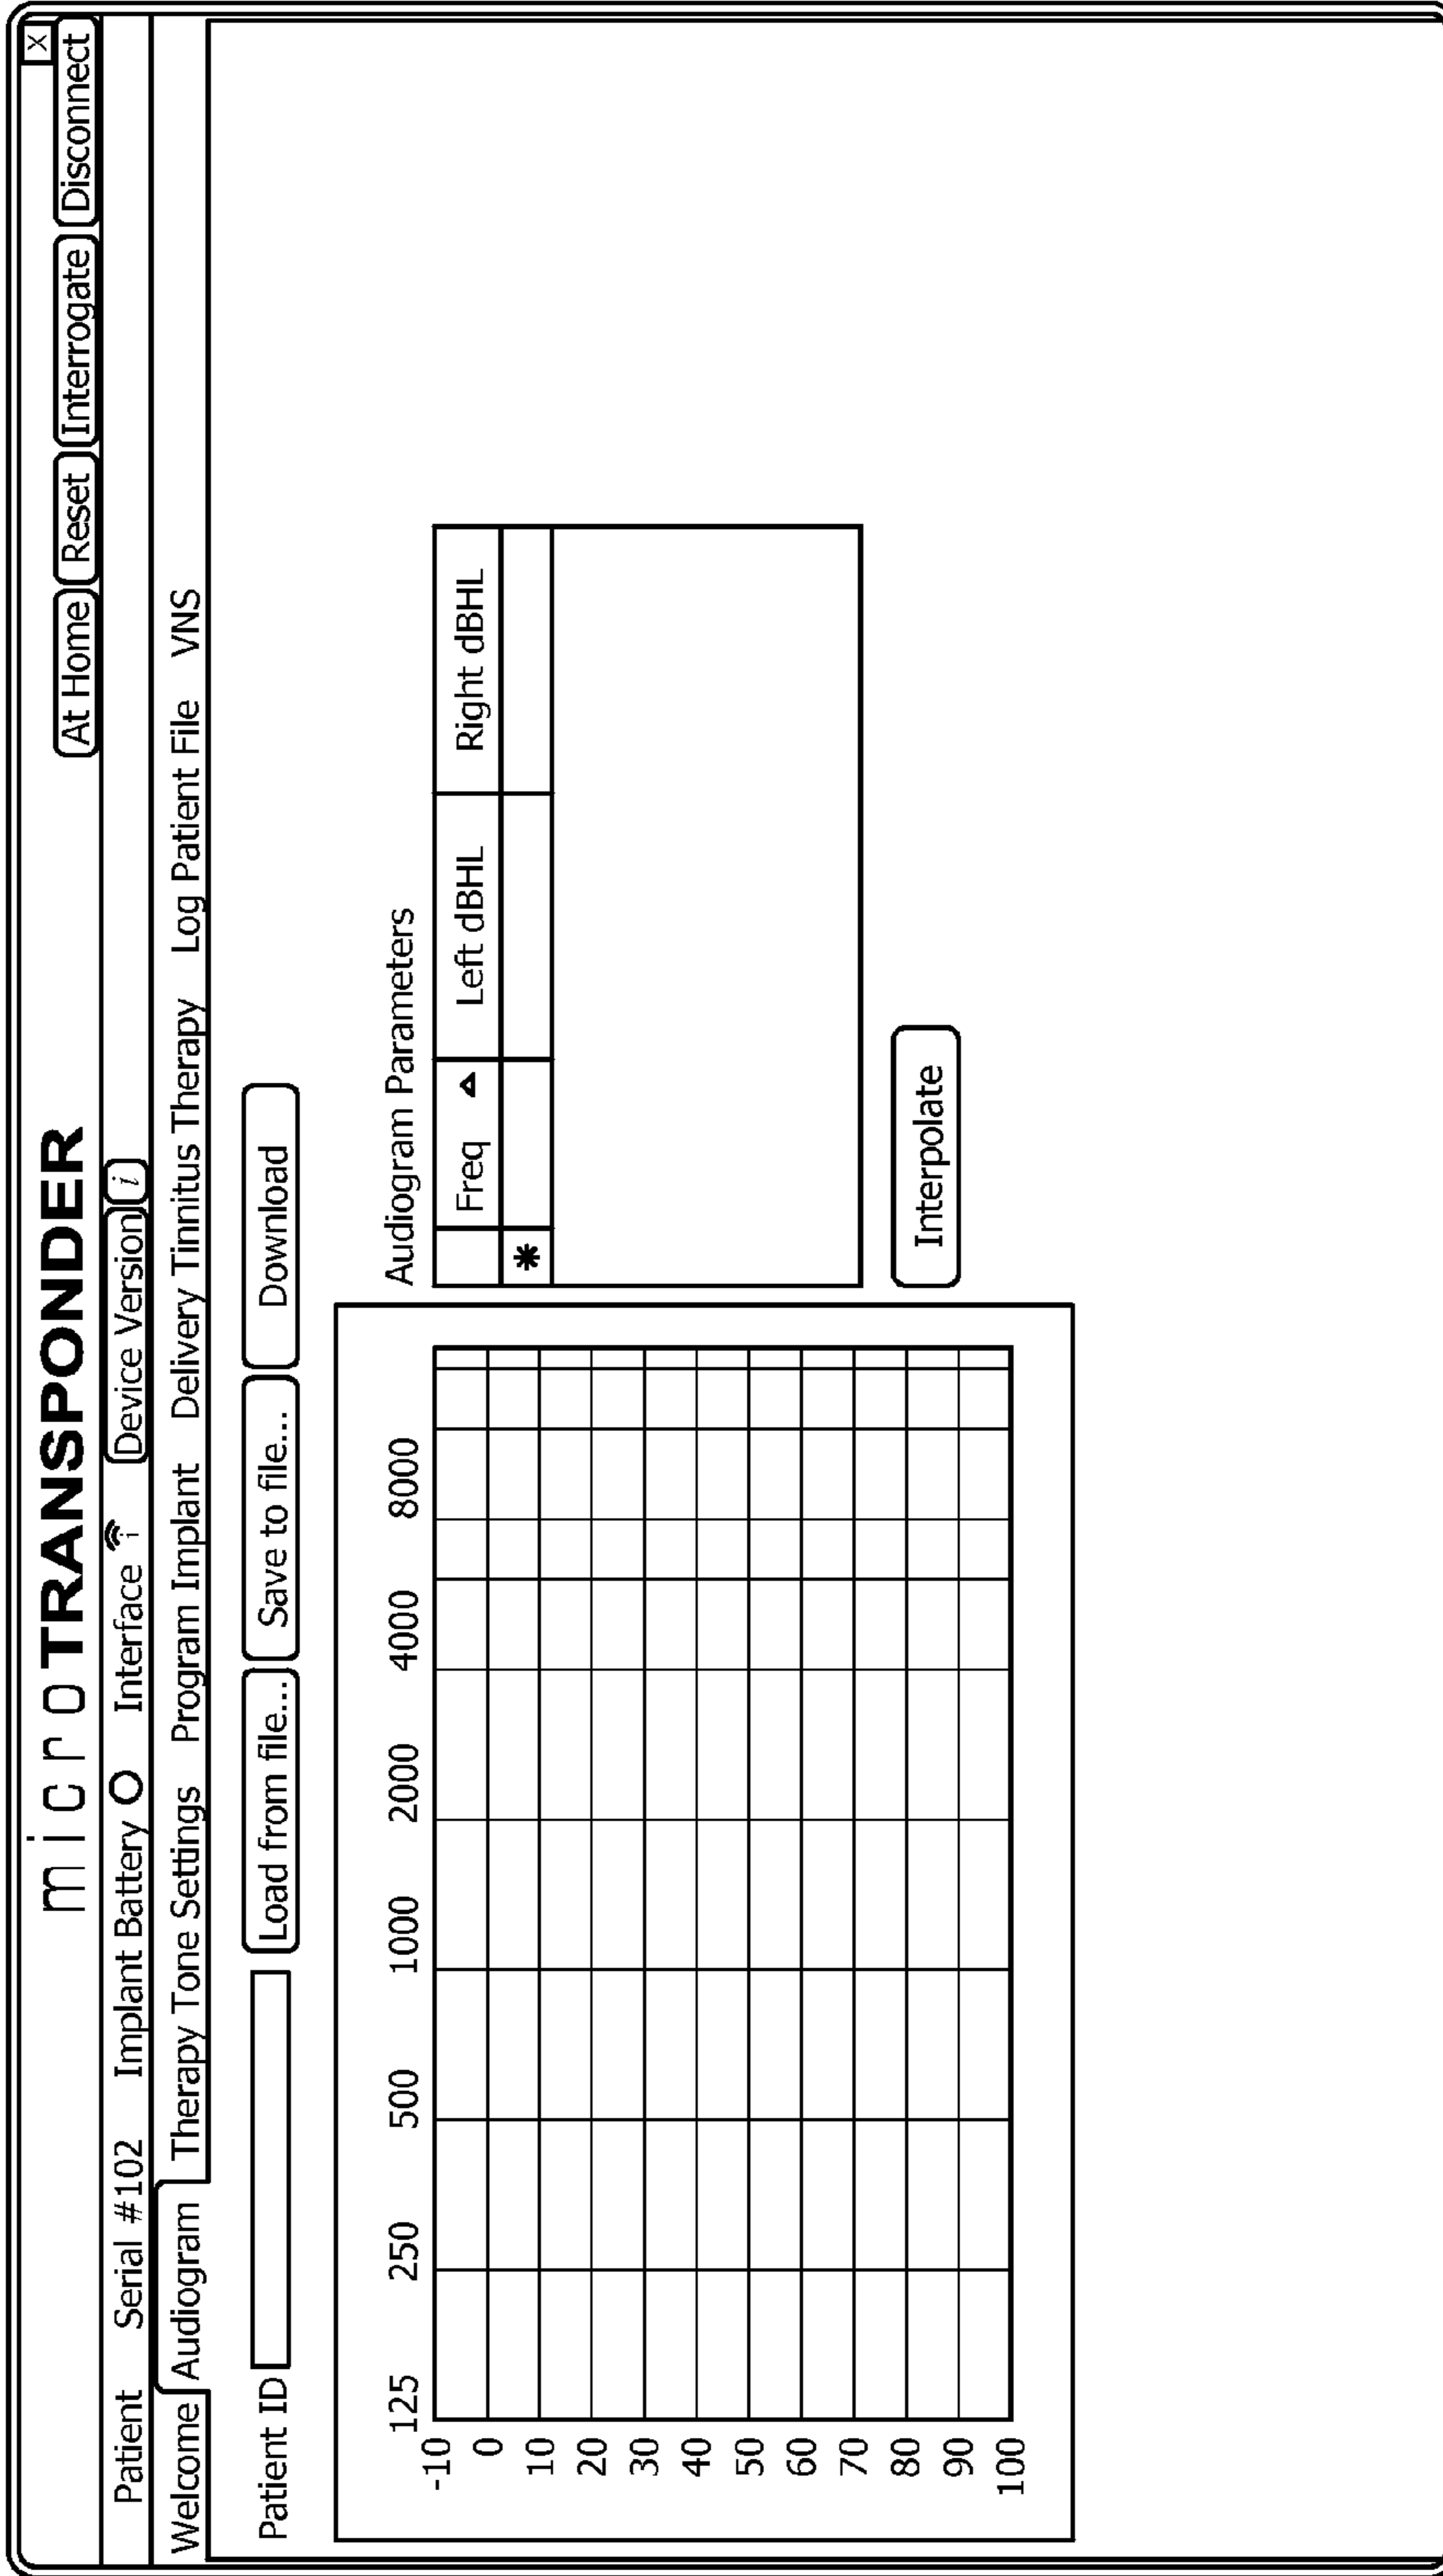 X
microTRANSPONDER
At Home Reset Interrogate Disconnect
Patient Serial #102 Implant Battery Interface Device Version i
Welcome Audiogram Therapy Tone Settings Program Implant Delivery Tinnitus Therapy Log Patient File VNS
Patient ID Load from file... Save to file... Download
Audiogram Parameters
125 250 500 1000 2000 4000 8000
Freq Left dBHL Right dBHL
*
-10
0
10
20
30
40
50
60
70
80
90
100
Interpolate